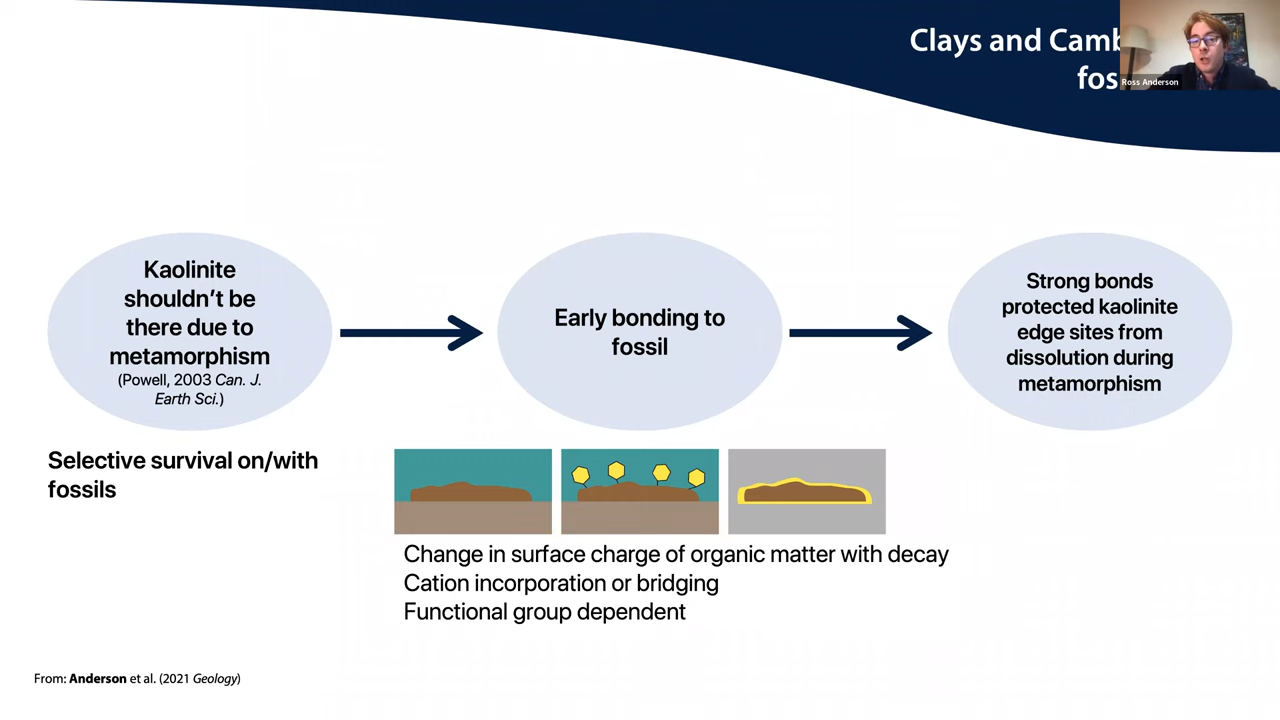 Clays and Camb
fos
Ross Anderson
Kaolinite
shouldn't be
there due to
metamorphism
(Powell, 2003 Can. J.
Earth Sci.)
Early bonding to
fossil
Strong bonds
protected kaolinite
edge sites from
dissolution during
metamorphism
Selective survival on/with
fossils
Change in surface charge of organic matter with decay
Cation incorporation or bridging
Functional group dependent
From: Anderson et al. (2021 Geology)